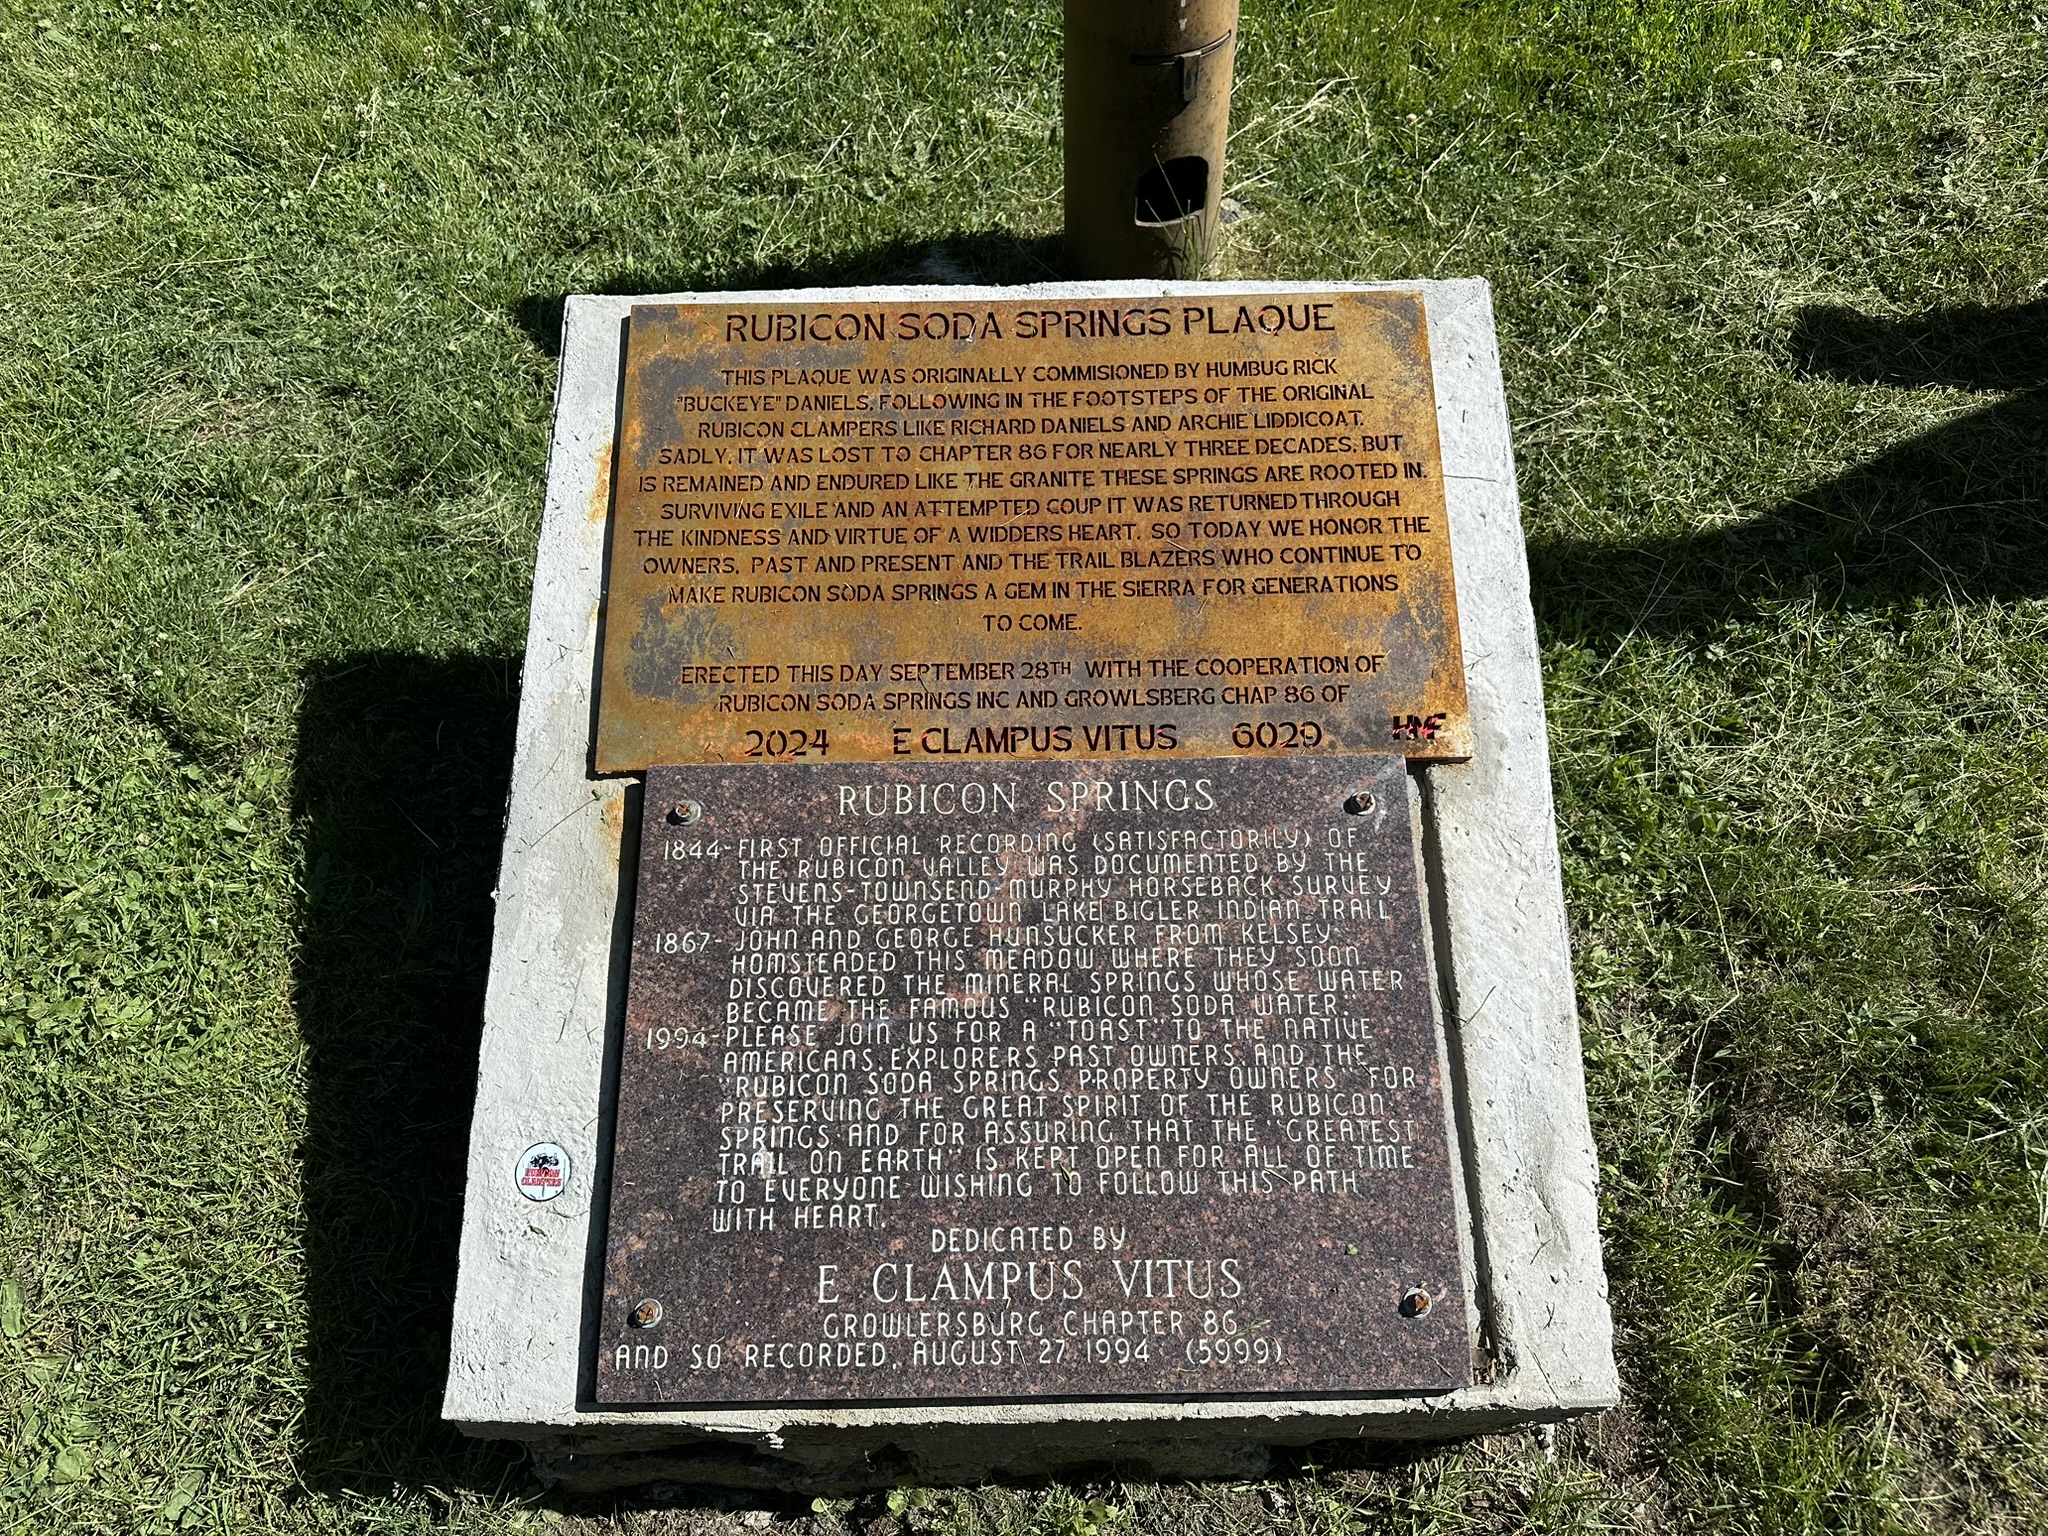 RUBICON SODA SPRINGS PLAQUE
THIS PLAQUE WAS ORIGINALLY COMMISIONED BY HUMBUG RICK
"BUCKEYE" DANIELS, FOLLOWING IN THE FOOTSTEPS OF THE ORIGINAL
RUBICON CLAMPERS LIKE RICHARD DANIELS AND ARCHIE LIDDICOAT.
SADLY, IT WAS LOST TO CHAPTER 86 FOR NEARLY THREE DECADES, BUT
IS REMAINED AND ENDURED LIKE THE GRANITE THESE SPRINGS ARE ROOTED IN.
SURVIVING EXILE AND AN ATTEMPTED COUP IT WAS RETURNED THROUGH
THE KINDNESS AND VIRTUE OF A WIDDERS HEART. SO TODAY WE HONOR THE
OWNERS, PAST AND PRESENT AND THE TRAIL BLAZERS WHO CONTINUE TO
MAKE RUBICON SODA SPRINGS A GEM IN THE SIERRA FOR GENERATIONS
TO COME.
ERECTED THIS DAY SEPTEMBER 28TH WITH THE COOPERATION OF
RUBICON SODA SPRINGS INC AND GROWLSBERG CHAP 86 OF
2024 E CLAMPUS VITUS 6029 HMF
RUBICON SPRINGS
1844-FIRST OFFICIAL RECORDING (SATISFACTORILY) OF
THE RUBICON VALLEY WAS DOCUMENTED BY THE
STEVENS-TOWNSEND-MURPHY HORSEBACK SURVEY
VIA THE GEORGETOWN LAKE BIGLER INDIAN TRAIL
1867- JOHN AND GEORGE HUNSUCKER FROM KELSEY
HOMSTEADED THIS MEADOW WHERE THEY SOON
DISCOVERED THE MINERAL SPRINGS WHOSE WATER
BECAME THE FAMOUS "RUBICON SODA WATER."
1994-PLEASE JOIN US FOR A "TOAST" TO THE NATIVE
AMERICANS, EXPLORERS PAST OWNERS, AND THE
"RUBICON SODA SPRINGS PROPERTY OWNERS" FOR
PRESERVING THE GREAT SPIRIT OF THE RUBICON
SPRINGS AND FOR ASSURING THAT THE "GREATEST
TRAIL ON EARTH" IS KEPT OPEN FOR ALL OF TIME
TO EVERYONE WISHING TO FOLLOW THIS PATH
WITH HEART.
DEDICATED BY
E CLAMPUS VITUS
GROWLERSBURG CHAPTER 86
AND SO RECORDED, AUGUST 27 1994 (5999)
RUBICON
CLAMPERS